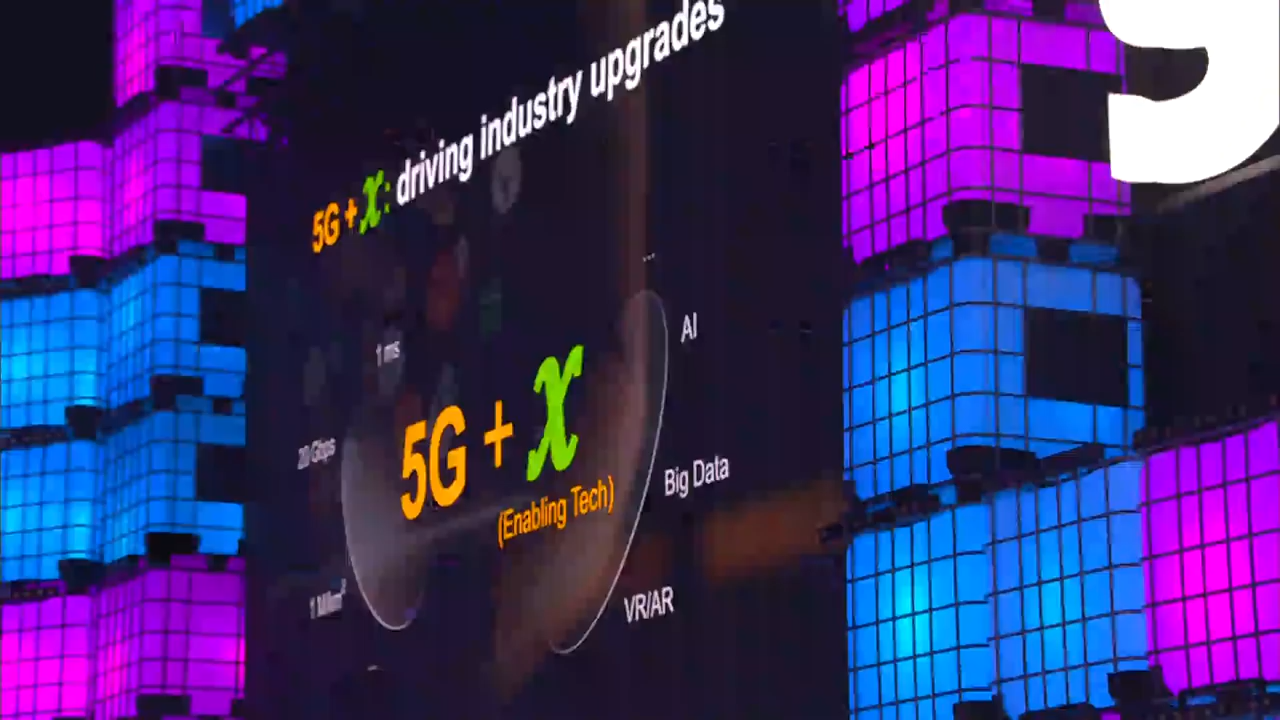 5G + x: driving industry upgrades
...
1 ms
AI
20 Gbps
5G + x
(Enabling Tech)
Big Data
VR/AR